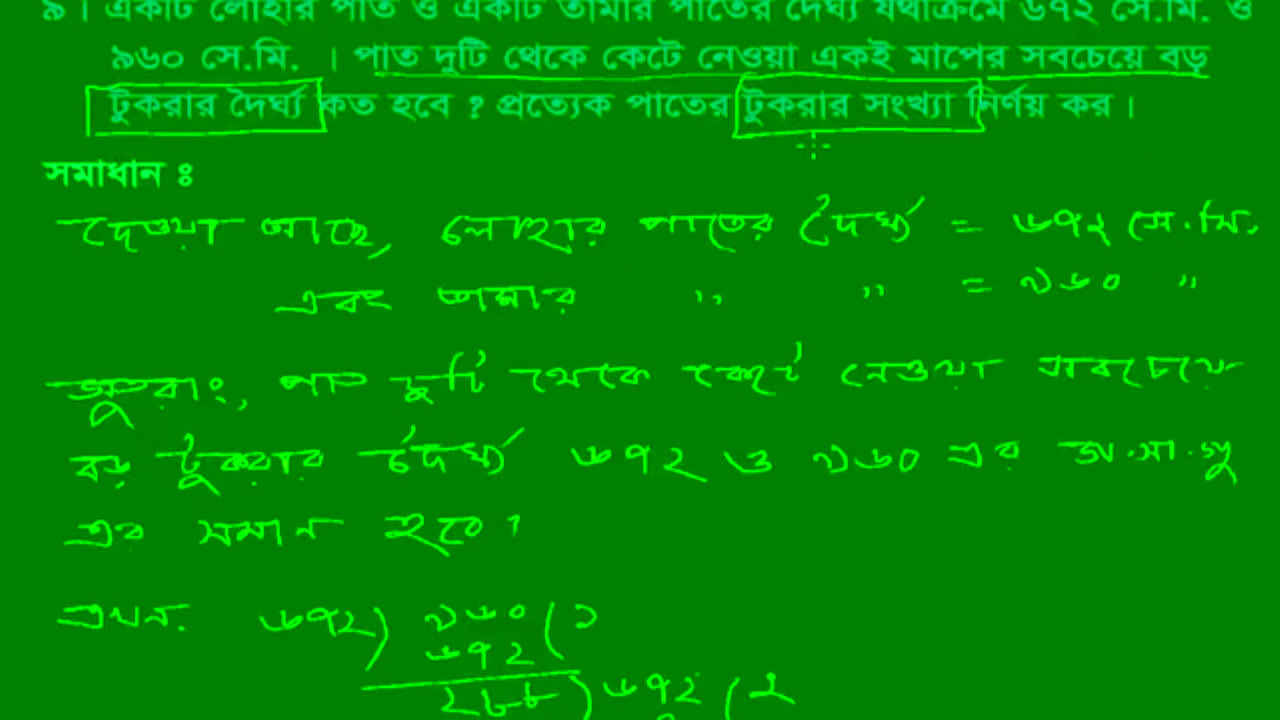 ৯। একটি লোহার পাত ও একটি তামার পাতের দৈর্ঘ্য যথাক্রমে ৬৭২ সে.মি. ও
৯৬০ সে.মি. । পাত দুটি থেকে কেটে নেওয়া একই মাপের সবচেয়ে বড়
টুকরার দৈর্ঘ্য কত হবে ? প্রত্যেক পাতের টুকরার সংখ্যা নির্ণয় কর।
সমাধান ঃ
দেওয়া আছে, লোহার পাতের দৈর্ঘ্য = ৬৭২ সে.মি.
এবং তামার " " = ৯৬০ "
সুতরাং, পাত দুটি থেকে কেটে নেওয়া সবচেয়ে
বড় টুকরার দৈর্ঘ্য ৬৭২ ও ৯৬০ এর গ.সা.গু
এর সমান হবে।
এখন. ৬৭২) ৯৬০ (১
৬৭২
২৮৮) ৬৭২ (২